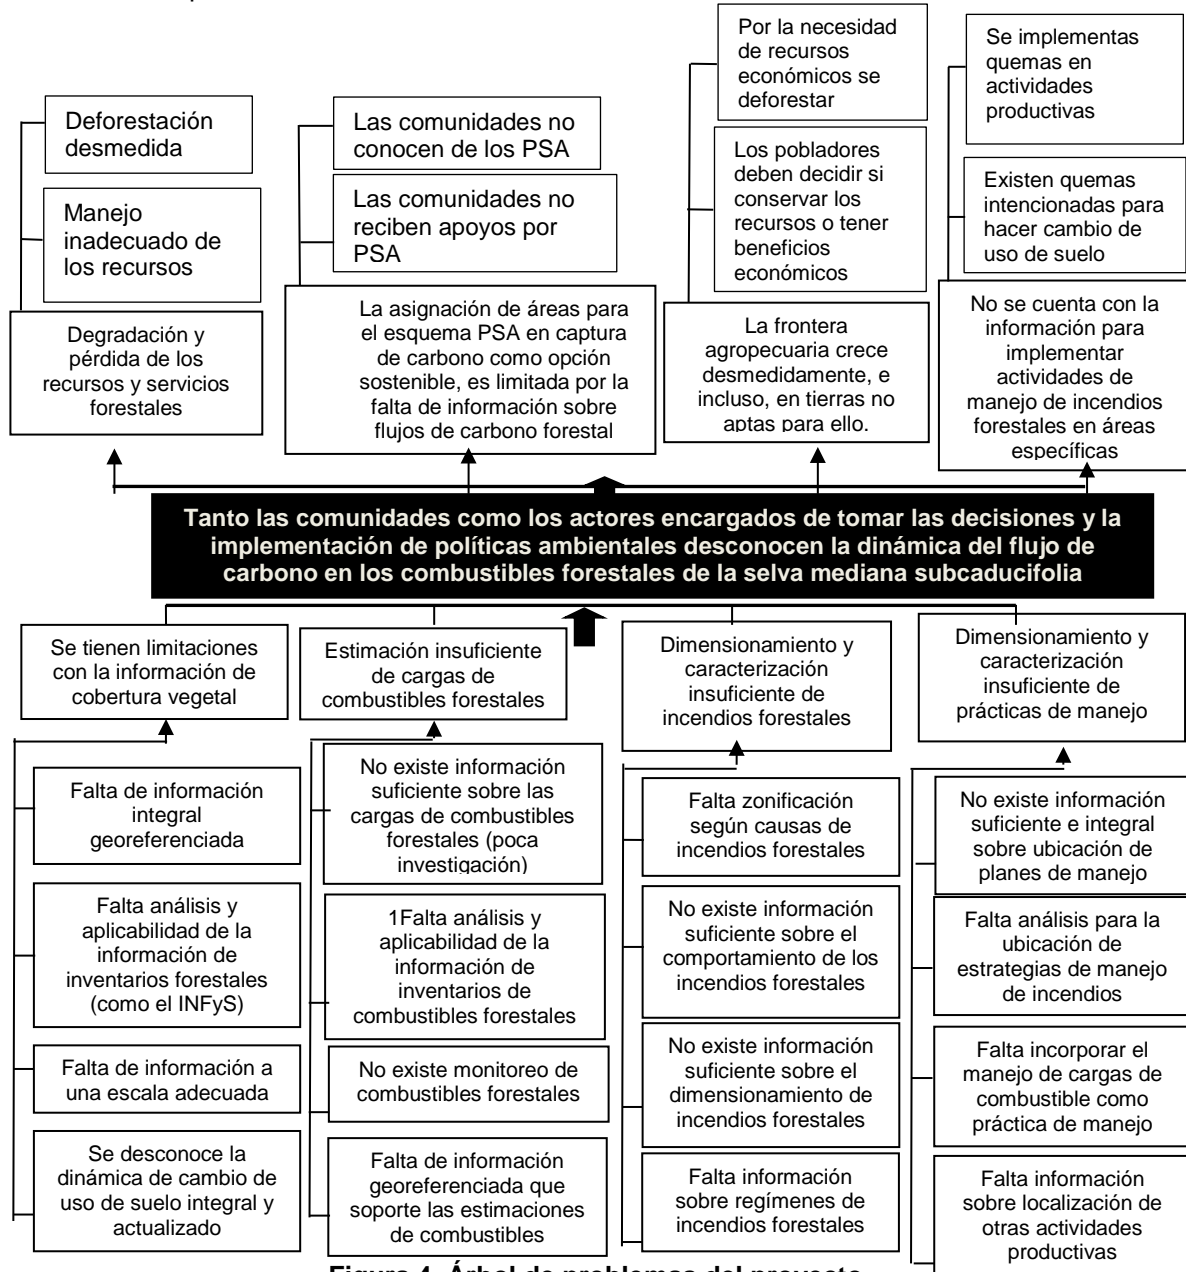 Deforestación
desmedida
Manejo
inadecuado de
los recursos
Degradación y
pérdida de los
recursos y servicios
forestales
Las comunidades no
conocen de los PSA
Las comunidades no
reciben apoyos por
PSA
La asignación de áreas para
el esquema PSA en captura
de carbono como opción
sostenible, es limitada por la
falta de información sobre
flujos de carbono forestal
Por la necesidad
de recursos
económicos se
deforestar
Los pobladores
deben decidir si
conservar los
recursos o tener
beneficios
económicos
La frontera
agropecuaria crece
desmedidamente, e
incluso, en tierras no
aptas para ello.
Se implementas
quemas en
actividades
productivas
Existen quemas
intencionadas para
hacer cambio de
uso de suelo
No se cuenta con la
información para
implementar
actividades de
manejo de incendios
forestales en áreas
específicas
Tanto las comunidades como los actores encargados de tomar las decisiones y la
implementación de políticas ambientales desconocen la dinámica del flujo de
carbono en los combustibles forestales de la selva mediana subcaducifolia
Se tienen limitaciones
con la información de
cobertura vegetal
Falta de información
integral
georeferenciada
Falta análisis y
aplicabilidad de la
información de
inventarios forestales
(como el INFyS)
Falta de información a
una escala adecuada
Se desconoce la
dinámica de cambio de
uso de suelo integral y
actualizado
Estimación insuficiente
de cargas de
combustibles forestales
No existe información
suficiente sobre las
cargas de combustibles
forestales (poca
investigación)
1Falta análisis y
aplicabilidad de la
información de
inventarios de
combustibles forestales
No existe monitoreo de
combustibles forestales
Falta de información
georeferenciada que
soporte las estimaciones
de combustibles
Dimensionamiento y
caracterización
insuficiente de
incendios forestales
Falta zonificación
según causas de
incendios forestales
No existe información
suficiente sobre el
comportamiento de los
incendios forestales
No existe información
suficiente sobre el
dimensionamiento de
incendios forestales
Falta información
sobre regímenes de
incendios forestales
Dimensionamiento y
caracterización
insuficiente de
prácticas de manejo
No existe información
suficiente e integral
sobre ubicación de
planes de manejo
Falta análisis para la
ubicación de
estrategias de manejo
de incendios
Falta incorporar el
manejo de cargas de
combustible como
práctica de manejo
Falta información
sobre localización de
otras actividades
productivas
Figura 4. Árbol de problemas del proyecto